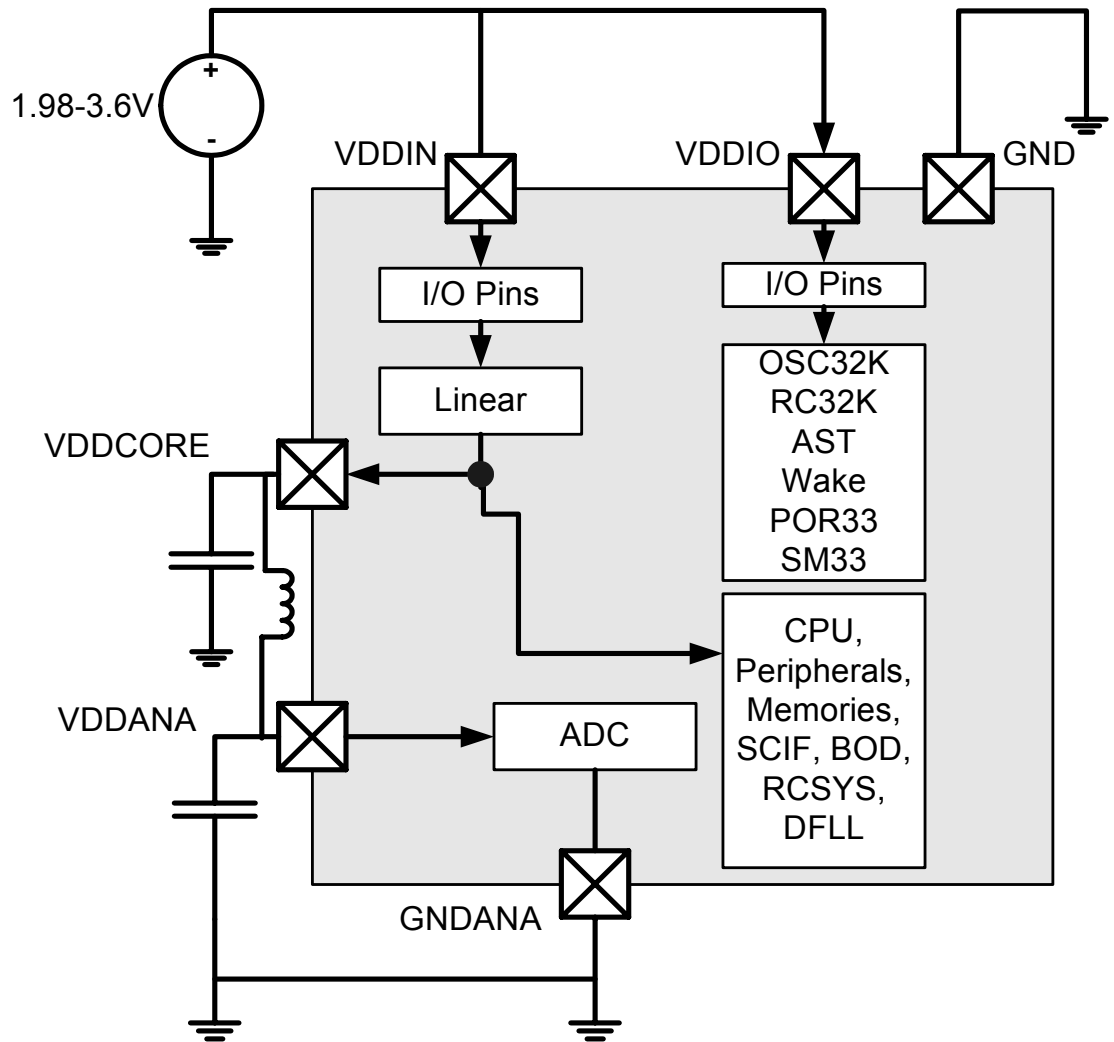 +
1.98-3.6V
-
VDDIN
VDDIO
GND
I/O Pins
I/O Pins
Linear
OSC32K
RC32K
AST
Wake
POR33
SM33
VDDCORE
CPU,
Peripherals,
Memories,
SCIF, BOD,
RCSYS,
DFLL
VDDANA
ADC
GNDANA